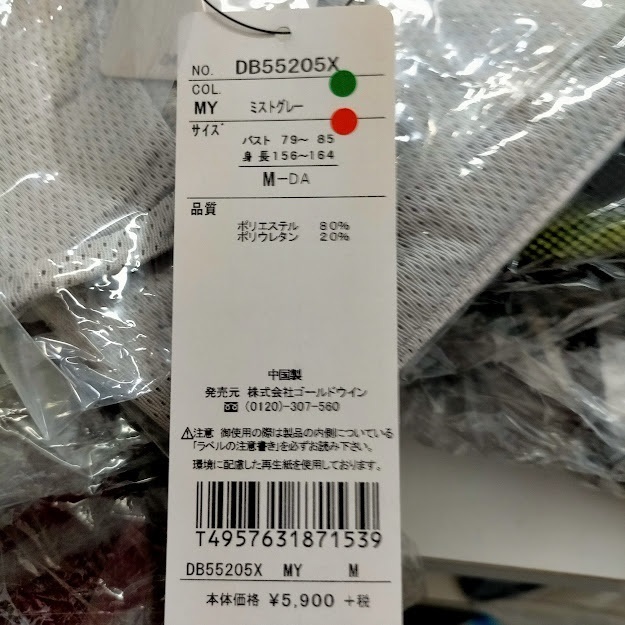 NO. DB55205X
COL.
MY ミストグレー
サイズ
バスト 79〜 85
身長156〜164
M-DA
品質
ポリエステル 80%
ポリウレタン 20%
中国製
発売元 株式会社ゴールドウイン
(0120)-307-560
⚠注意 御使用の際は製品の内側についている
「ラベルの注意書き」を必ずお読み下さい。
環境に配慮した再生紙を使用しております。
T4957631871539
DB55205X MY M
本体価格 ¥5,900 +税